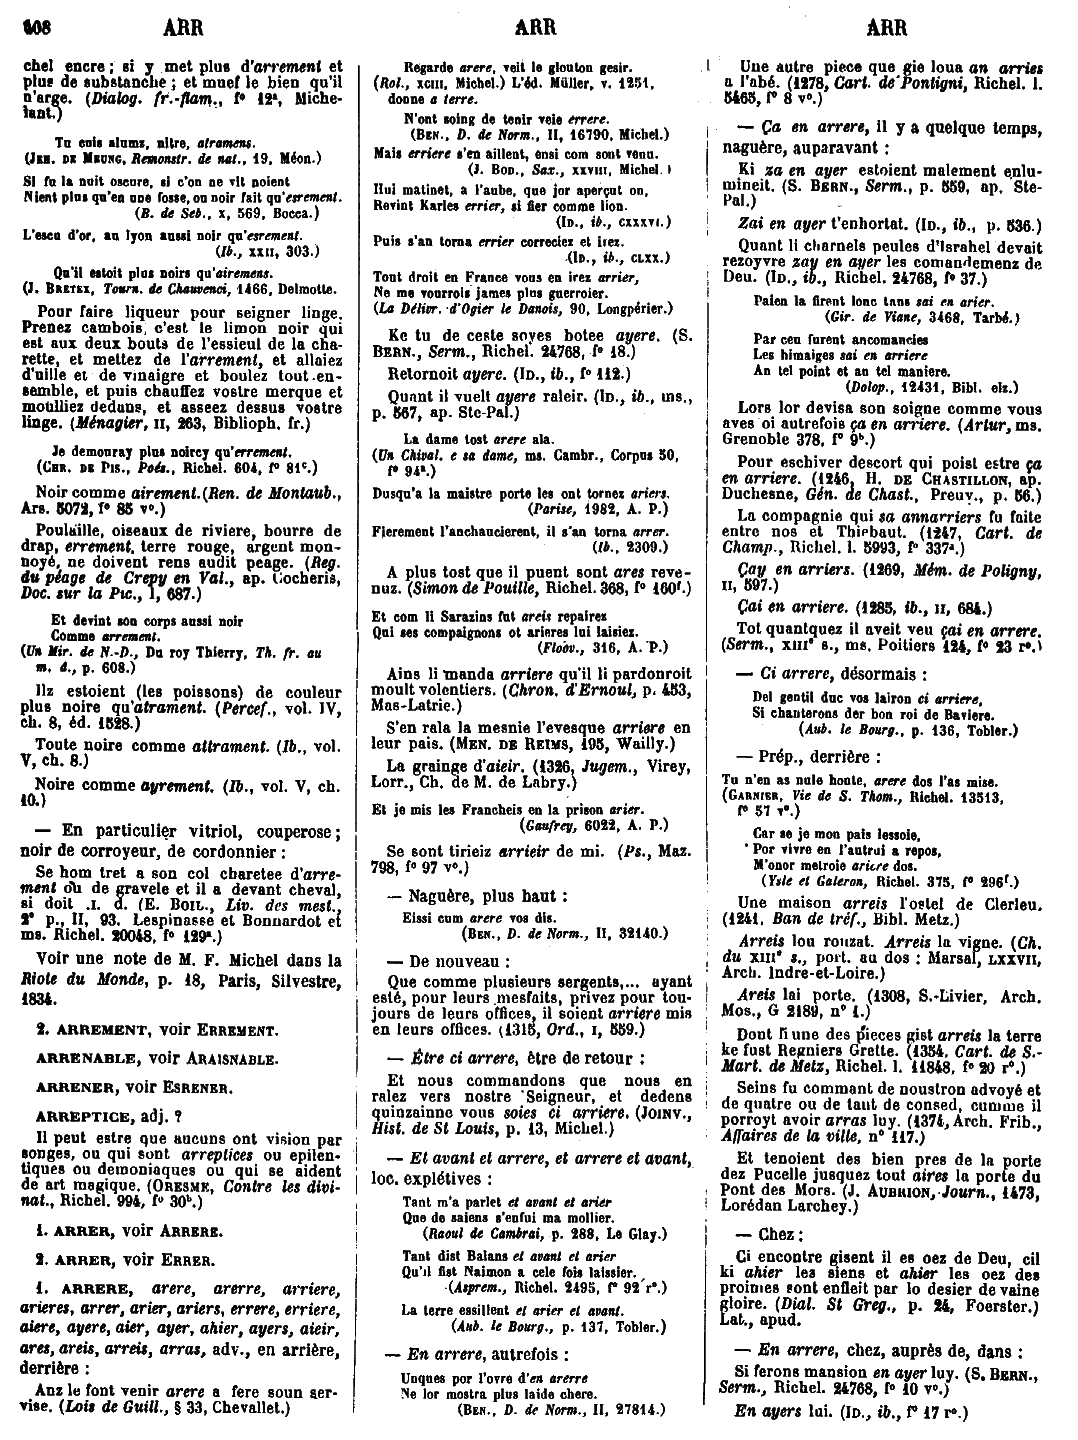 408 ARR ARR ARR
chel encre ; si y met plus d'arrement et
plus de substanche ; et muef le bien qu'il
n'arge. (Dialog. fr.-flam., fº 12ª, Miche-
lant.)
Tu enis alums, nitre, atramens.
(JEH. DE MEUNG, Remonstr. de nat., 19, Méon.)
Si fu la nuit oscure, si c'on ne vit noient
Nient plus qu'en une fosse, ou noir fait qu'errement.
(B. de Seb., X, 569, Bocca.)
L'escu d'or, au lyon aussi noir qu'esrement.
(Ib., XXII, 303.)
Qu'il estoit plus noirs qu'airemens.
(J. BRETEX, Tourn. de Chauvenci, 1466, Delmotte.
Pour faire liqueur pour seigner linge.
Prenez cambois, c'est le limon noir qui
est aux deux bouts de l'essieul de la cha-
rette, et mettez de l'arrement, et allaiez
d'uille et de vinaigre et boulez tout en-
semble, et puis chauffez vostre merque et
moulliez dedans, et asseez dessus vostre
linge. (Ménagier, II, 263, Biblioph. fr.)
Je demouray plus noircy qu'errement.
(CHR. DE PIS., Poés., Richel. 604, fº 81ᶜ.)
Noir comme airement. (Ren. de Montaub.,
Ars. 5072, fº 85 vº.)
Poulaille, oiseaux de riviere, bourre de
drap, errement, terre rouge, argent mon-
noyé, ne doivent rens audit peage. (Reg.
du péage de Crepy en Val., ap. Cocheris,
Doc. sur la Pic., I, 687.)
Et devint son corps aussi noir
Comme arrement.
(Un Mir. de N.-D., Du roy Thierry, Th. fr. au
m. â., p. 608.)
Ilz estoient (les poissons) de couleur
plus noire qu'atrament. (Percef., vol. IV,
ch. 8, éd. 1528.)
Toute noire comme attrament. (Ib., vol.
V, ch. 8.)
Noire comme ayrement. (Ib., vol. V, ch.
10.)
— En particulier vitriol, couperose ;
noir de corroyeur, de cordonnier :
Se hom tret a son col charetee d'arre-
ment ou de gravele et il a devant cheval,
si doit .I. d. (E. BOIL., Liv. des mest.,
2ᵉ p., II, 93. Lespinasse et Bonnardot et
ms. Richel. 20048, fº 129ª.)
Voir une note de M. F. Michel dans la
Riote du Monde, p. 18, Paris, Silvestre,
1834.
2. ARREMENT, voir ERREMENT.
ARRENABLE, voir ARAISNABLE.
ARRENER, voir ESRENER.
ARREPTICE, adj. ?
Il peut estre que aucuns ont vision par
songes, ou qui sont arreptices ou epilen-
tiques ou demoniaques ou qui se aident
de art magique. (ORESME, Contre les divi-
nat., Richel. 994, fº 30ᵇ.)
1. ARRER, voir ARRERE.
2. ARRER, voir ERRER.
1. ARRERE, arere, arerre, arriere,
arieres, arrer, arier, ariers, errere, erriere,
aiere, ayere, aier, ayer, ahier, ayers, aieir,
ares, areis, arreis, arras, adv., en arrière,
derrière :
Anz le font venir arere a fere soun ser-
vise. (Lois de Guill., § 33, Chevallet.)
Regarde arere, veit le glouton gesir.
(Rol., XCIII, Michel.) L'éd. Müller, v. 1251,
donne a terre.
N'ont soing de tenir veie errere.
(BEN., D. de Norm., II, 16790, Michel.)
Mais erriere s'en aillent, ensi com sont venu.
(J. BOD., Sax., XXVIII, Michel.)
Hui matinet, a l'aube, que jor aperçut on,
Revint Karles errier, si fier comme lion.
(ID., ib., CXXXVI.)
Puis s'an torna errier correciez et irez.
(ID., ib., CLXX.)
Tout droit en France vous en irez arrier,
Ne me vourrois james plus guerroier.
(La Délivr. d'Ogier le Danois, 90, Longpérier.)
Ke tu de ceste soyes botee ayere. (S.
BERN., Serm., Richel. 24768, fº 18.)
Retornoit ayere. (ID., ib., fº 112.)
Quant il vuelt ayere raleir. (ID., ib., ms.,
p. 567, ap. Ste-Pal.)
La dame tost arere ala.
(Un Chival. e sa dame, ms. Cambr., Corpus 50,
fº 94ª.)
Dusqu'a la maistre porte les ont tornez ariers.
(Parise, 1982, A. P.)
Fierement l'anchaucierent, il s'an torna arrer.
(Ib., 2309.)
A plus tost que il puent sont ares reve-
nuz. (Simon de Pouille, Richel. 368, fº 160ᶠ.)
Et com li Sarazins fut areis repairez
Qui ses compaignons ot arieres lui laisiez.
(Floov., 316, A. P.)
Ains li manda arriere qu'il li pardonroit
moult volentiers. (Chron. d'Ernoul, p. 453,
Mas-Latrie.)
S'en rala la mesnie l'evesque arriere en
leur pais. (MEN. DE REIMS, 195, Wailly.)
La grainge d'aieir. (1326, Jugem., Virey,
Lorr., Ch. de M. de Labry.)
Et je mis les Francheis en la prison arier.
(Gaufrey, 6022, A. P.)
Se sont tirieiz arrieir de mi. (Ps., Maz.
798, fº 97 vº.)
— Naguère, plus haut :
Eissi cum arere vos dis.
(BEN., D. de Norm., II, 32140.)
— De nouveau :
Que comme plusieurs sergents,... ayant
esté, pour leurs mesfaits, privez pour tou-
jours de leurs offices, il soient arriere mis
en leurs offices. (1315, Ord., I, 559.)
— Être ci arrere, être de retour :
Et nous commandons que nous en
ralez vers nostre Seigneur, et dedens
quinzainne vous soies ci arriere. (JOINV.,
Hist. de St Louis, p. 13, Michel.)
— Et avant et arrere, et arrere et avant,
loc. explétives :
Tant m'a parlet et avant et arier
Que de saiens s'enfui ma mollier.
(Raoul de Cambrai, p. 288, Le Glay.)
Tant dist Balans et avant et arier
Qu'il fist Naimon a cele fois laissier.
(Asprem., Richel. 2495, fº 92 rº.)
La terre essillent et arier et avant.
(Aub. le Bourg., p. 137, Tobler.)
— En arrere, autrefois :
Unques por l'ovre d'en arerre
Ne lor mostra plus laide chere.
(BEN., D. de Norm., II, 27814.)
Une autre piece que gie loua an arries
a l'abé. (1278, Cart. de Pontigni, Richel. l.
5465, fº 8 vº.)
— Ça en arrere, il y a quelque temps,
naguère, auparavant :
Ki za en ayer estoient malement enlu-
mineit. (S. BERN., Serm., p. 559, ap. Ste-
Pal.)
Zai en ayer t'enhortat. (ID., ib., p. 536.)
Quant li charnels peules d'Israhel devait
rezoyvre zay en ayer les comandemenz de
Deu. (ID., ib., Richel. 24768, fº 37.)
Paien la firent lonc tans sai en arier.
(Gir. de Viane, 3468, Tarbé.)
Par ceu furent ancomancies
Les himaiges sai en arriere
An tel point et an tel maniere.
(Dolop., 12431, Bibl. elz.)
Lors lor devisa son soigne comme vous
aves oi autrefois ça en arriere. (Artur, ms.
Grenoble 378, fº 9ᵇ.)
Pour eschiver descort qui poist estre ça
en arriere. (1246, H. DE CHASTILLON, ap.
Duchesne, Gén. de Chast., Preuv., p. 56.)
La compagnie qui sa annarriers fu faite
entre nos et Thiebaut. (1247, Cart. de
Champ., Richel. l. 5993, fº 337ª.)
Çay en arriers. (1269, Mém. de Poligny,
II, 597.)
Çai en arriere. (1285, ib., II, 684.)
Tot quantquez il aveit veu çai en arrere.
(Serm., XIIIᵉ s., ms. Poitiers 124, fº 23 rº.)
— Ci arrere, désormais :
Del gentil duc vos lairon ci arriere,
Si chanterons der bon roi de Baviere.
(Aub. le Bourg., p. 136, Tobler.)
— Prép., derrière :
Tu n'en as nule honte, arere dos l'as mise.
(GARNIER, Vie de S. Thom., Richel. 13513,
fº 57 vº.)
Car se je mon pais lessoie,
Por vivre en l'autrui a repos,
M'onor metroie ariere dos.
(Ysle et Galeron, Richel. 375, fº 296ᶠ.)
Une maison arreis l'ostel de Clerieu.
(1241, Ban de tréf., Bibl. Metz.)
Arreis lou rouzat. Arreis la vigne. (Ch.
du XIIIᵉ s., port. au dos : Marsal, LXXVII,
Arch. Indre-et-Loire.)
Areis lai porte. (1308, S.-Livier, Arch.
Mos., G 2189, nº 1.)
Dont li une des pieces gist arreis la terre
ke fust Regniers Grette. (1354, Cart. de S.-
Mart. de Metz, Richel. l. 11848, fº 20 rº.)
Seins fu commant de noustron advoyé et
de quatre ou de taut de consed, cumme il
porroyt avoir arras luy. (1374, Arch. Frib.,
Affaires de la ville, nº 117.)
Et tenoient des bien pres de la porte
dez Pucelle jusquez tout aires la porte du
Pont des Mors. (J. AUBRION, Journ., 1473,
Lorédan Larchey.)
— Chez :
Ci encontre gisent il es oez de Deu, cil
ki ahier les siens et ahier les oez des
proimes sont enfleit par lo desier de vaine
gloire. (Dial. St Greg., p. 24, Foerster.)
Lat., apud.
— En arrere, chez, auprès de, dans :
Si ferons mansion en ayer luy. (S. BERN.,
Serm., Richel. 24768, fº 10 vº.)
En ayers lui. (ID., ib., fº 17 rº.)